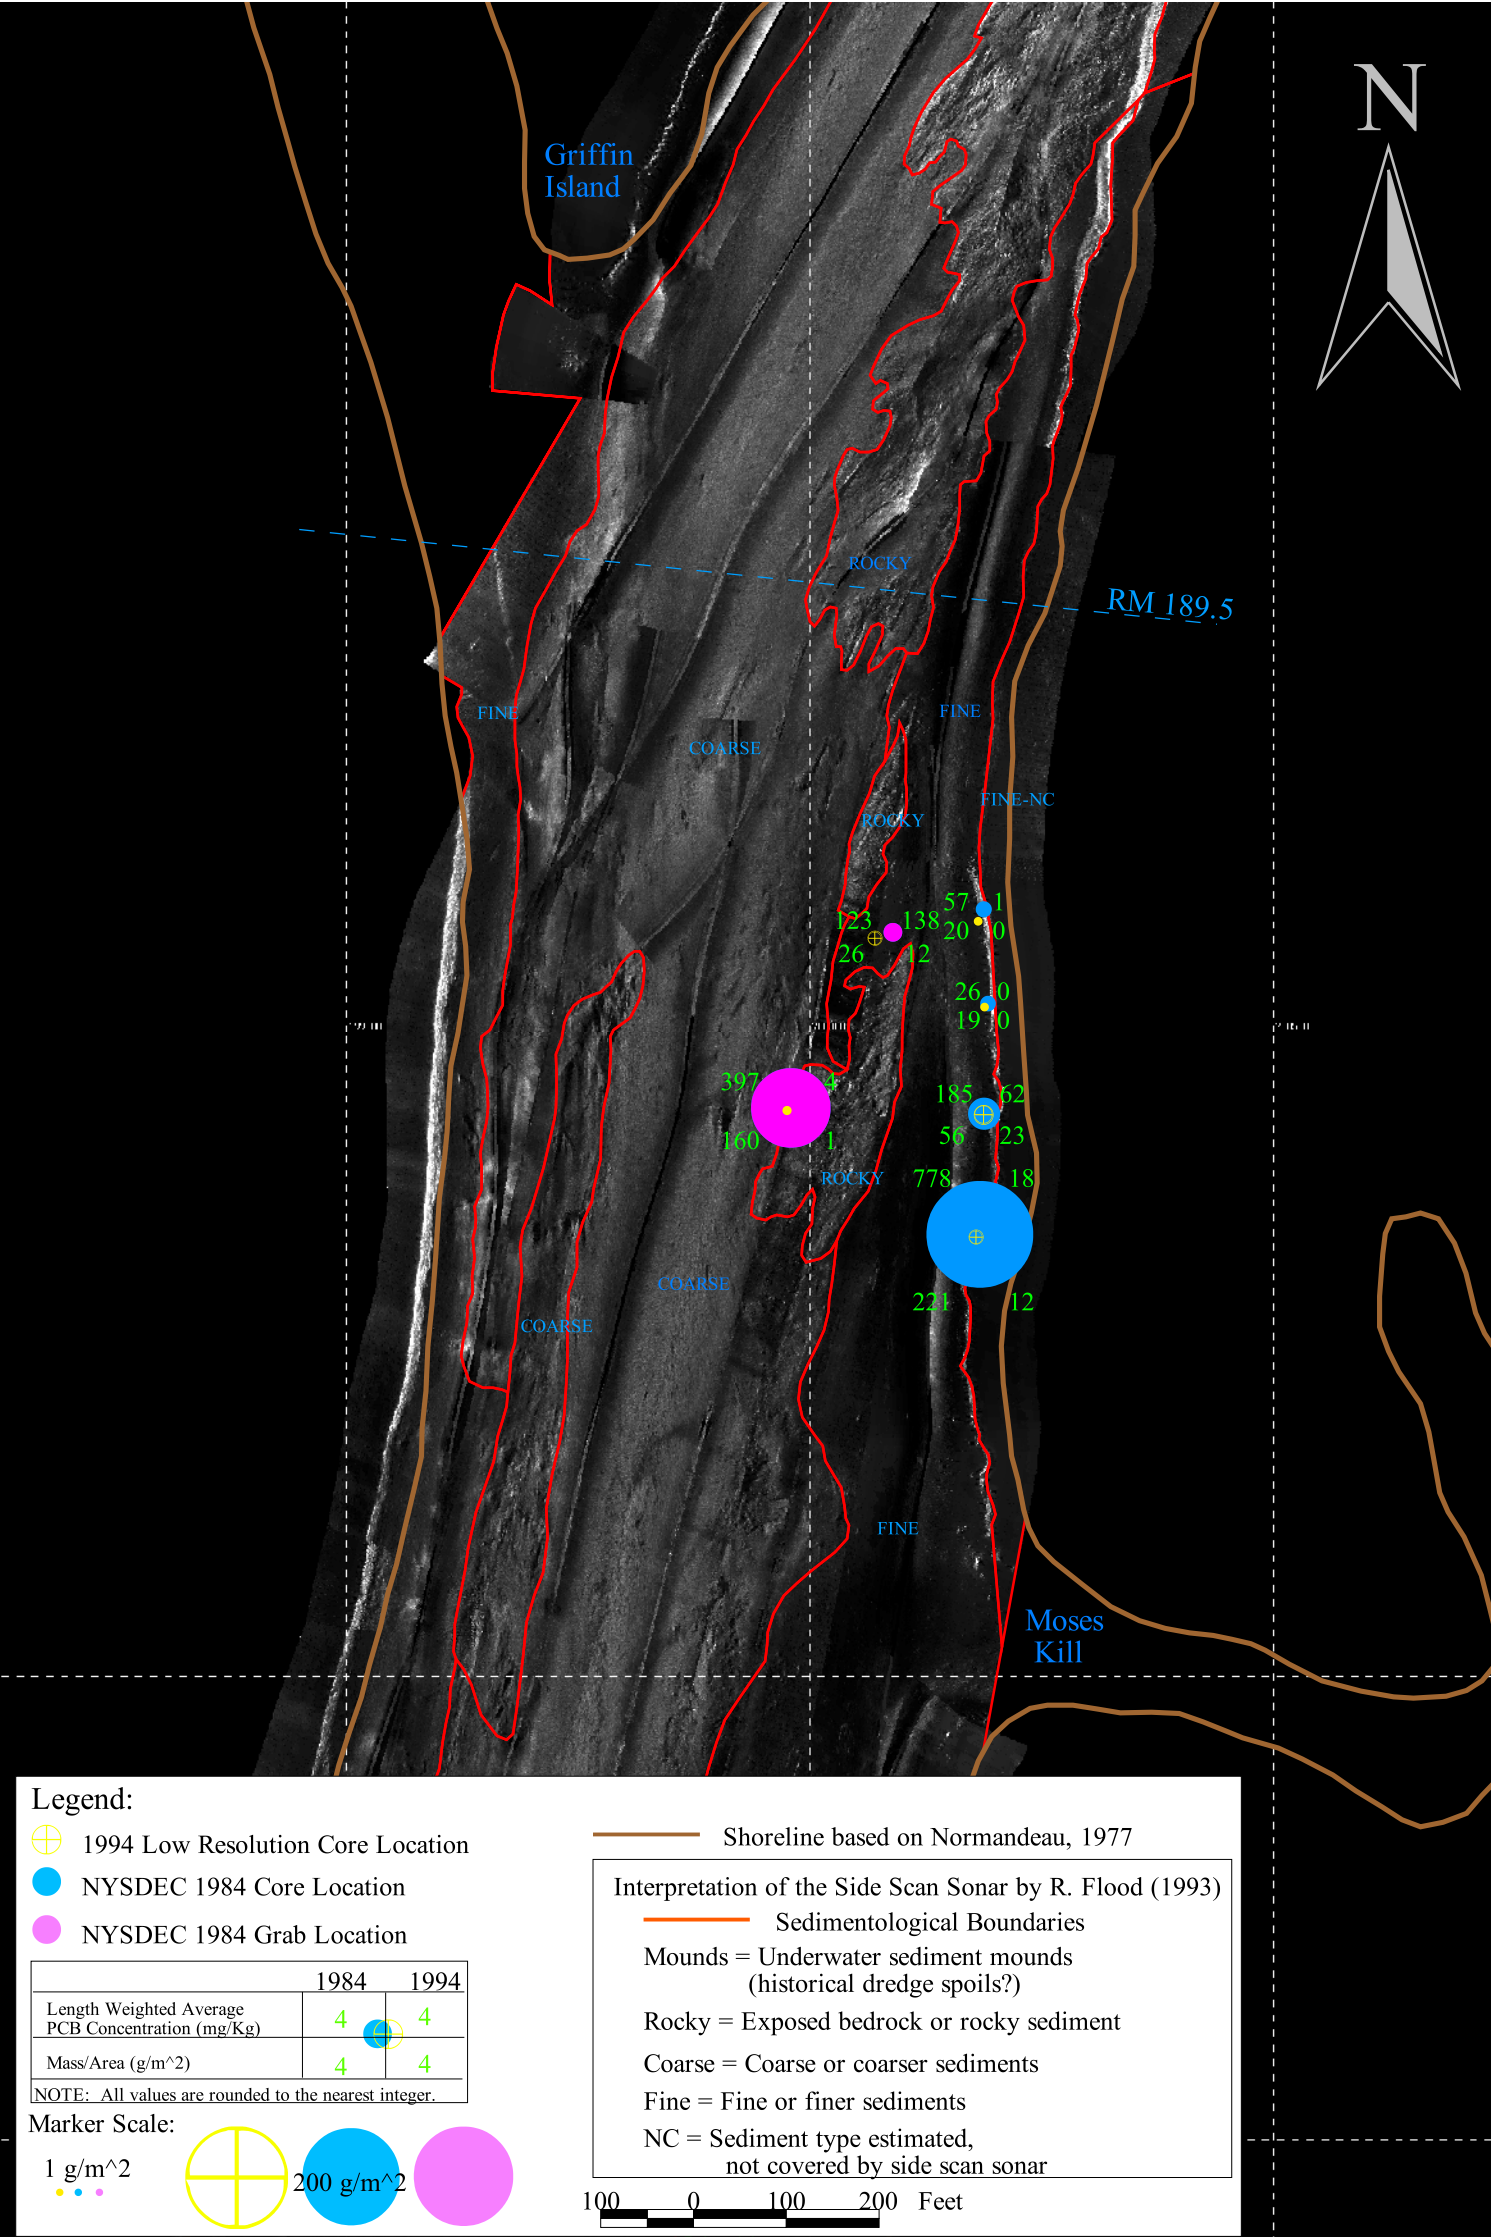 N
Griffin
Island
RM 189.5
ROCKY
FINE
FINE
COARSE
FINE-NC
ROCKY
57 1
20 0
123 138
26 12
26 0
19 0
397 4
160 1
185 62
56 23
ROCKY
778 18
221 12
COARSE
COARSE
FINE
Moses
Kill
Legend:
1994 Low Resolution Core Location
NYSDEC 1984 Core Location
NYSDEC 1984 Grab Location
1984 1994
Length Weighted Average
PCB Concentration (mg/Kg)
4 4
Mass/Area (g/m^2)
4 4
NOTE: All values are rounded to the nearest integer.
Marker Scale:
1 g/m^2
200 g/m^2
Shoreline based on Normandeau, 1977
Interpretation of the Side Scan Sonar by R. Flood (1993)
Sedimentological Boundaries
Mounds = Underwater sediment mounds
(historical dredge spoils?)
Rocky = Exposed bedrock or rocky sediment
Coarse = Coarse or coarser sediments
Fine = Fine or finer sediments
NC = Sediment type estimated,
not covered by side scan sonar
100 0 100 200 Feet